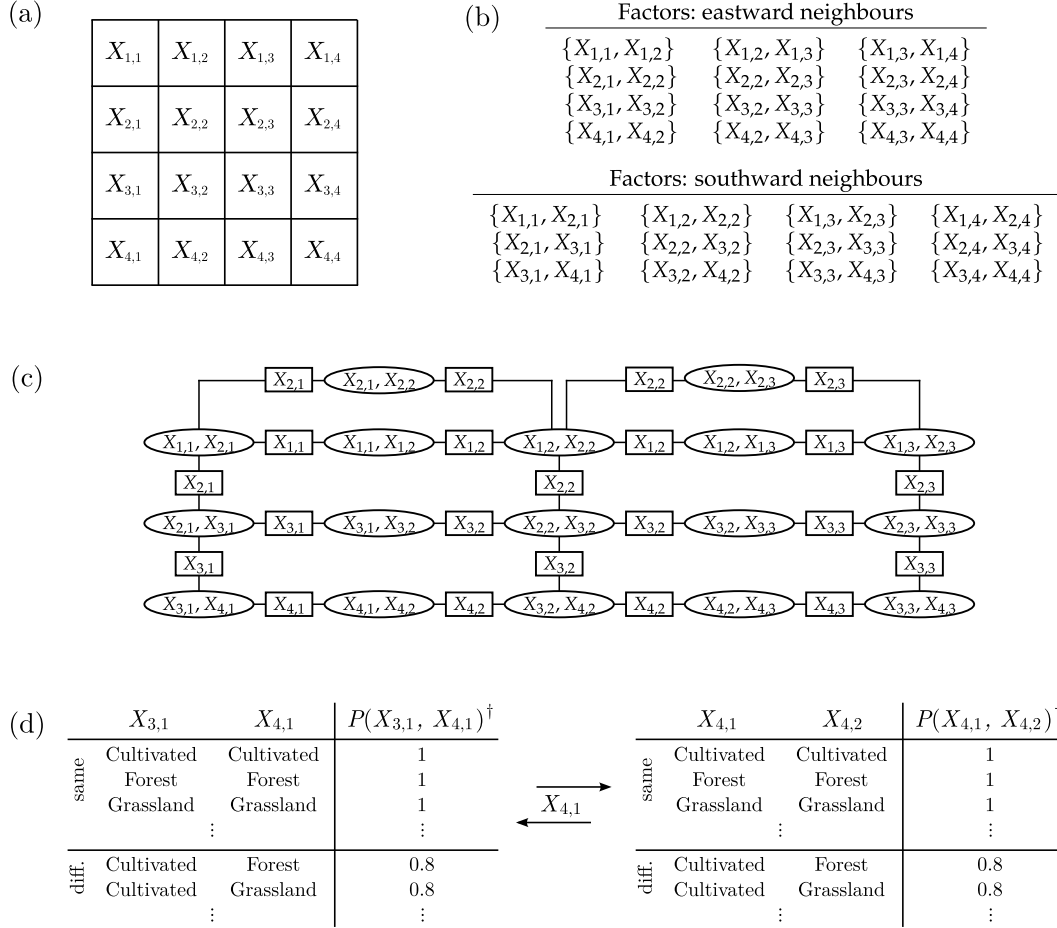 (a)
X1,1 X1,2 X1,3 X1,4
X2,1 X2,2 X2,3 X2,4
X3,1 X3,2 X3,3 X3,4
X4,1 X4,2 X4,3 X4,4
(b)
Factors: eastward neighbours
{X1,1, X1,2} {X1,2, X1,3} {X1,3, X1,4}
{X2,1, X2,2} {X2,2, X2,3} {X2,3, X2,4}
{X3,1, X3,2} {X3,2, X3,3} {X3,3, X3,4}
{X4,1, X4,2} {X4,2, X4,3} {X4,3, X4,4}
Factors: southward neighbours
{X1,1, X2,1} {X1,2, X2,2} {X1,3, X2,3} {X1,4, X2,4}
{X2,1, X3,1} {X2,2, X3,2} {X2,3, X3,3} {X2,4, X3,4}
{X3,1, X4,1} {X3,2, X4,2} {X3,3, X4,3} {X3,4, X4,4}
(c)
X2,1 X2,1, X2,2 X2,2 X2,2 X2,2, X2,3 X2,3
X1,1, X2,1 X1,1 X1,1, X1,2 X1,2 X1,2, X2,2 X1,2 X1,2, X1,3 X1,3 X1,3, X2,3
X2,1 X2,2 X2,3
X2,1, X3,1 X3,1 X3,1, X3,2 X3,2 X2,2, X3,2 X3,2 X3,2, X3,3 X3,3 X2,3, X3,3
X3,1 X3,2 X3,3
X3,1, X4,1 X4,1 X4,1, X4,2 X4,2 X3,2, X4,2 X4,2 X4,2, X4,3 X4,3 X3,3, X4,3
(d)
X3,1 X4,1 P(X3,1, X4,1)†
same
Cultivated Cultivated 1
Forest Forest 1
Grassland Grassland 1
⋮ ⋮
diff.
Cultivated Forest 0.8
Cultivated Grassland 0.8
⋮ ⋮
X4,1
X4,1 X4,2 P(X4,1, X4,2)
same
Cultivated Cultivated 1
Forest Forest 1
Grassland Grassland 1
⋮ ⋮
diff.
Cultivated Forest 0.8
Cultivated Grassland 0.8
⋮ ⋮